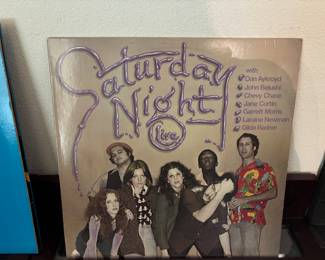 Saturday
Night
Live
with
Dan Aykroyd
John Belushi
Chevy Chase
Jane Curtin
Garrett Morris
Laraine Newman
Gilda Radner